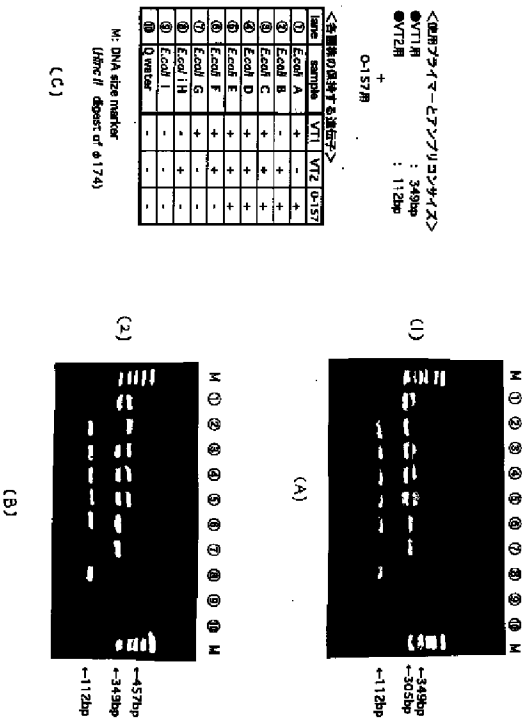 <使用プライマーとアンプリコンサイズ>
●VT1用 : 349bp
●VT2用 : 112bp
+
O-157用
<各菌株の保持する遺伝子>
lane sample VT1 VT2 O-157
① E.coli A + - +
② E.coli B - + +
③ E.coli C + + +
④ E.coli D + + +
⑤ E.coli E + + +
⑥ E.coli F + + -
⑦ E.coli G + - -
⑧ E.coli H - + -
⑨ E.coli I - - -
⑩ D.water - - -
M: DNA size marker
(Hinc II digest of φ174)
(C)
(1)
M ① ② ③ ④ ⑤ ⑥ ⑦ ⑧ ⑨ ⑩ M
←349bp
←305bp
←112bp
(A)
(2)
M ① ② ③ ④ ⑤ ⑥ ⑦ ⑧ ⑨ ⑩ M
←457bp
←349bp
←112bp
(B)